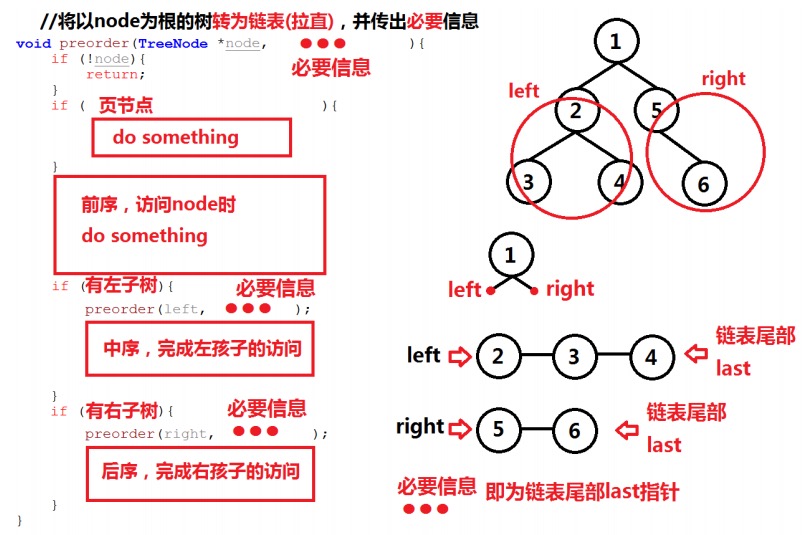 //将以node为根的树转为链表(拉直)，并传出必要信息
void preorder(TreeNode *node, ●●● ){
必要信息
if (!node){
return;
}
if ( 页节点 ){
do something
}
前序，访问node时
do something
if (有左子树){
必要信息
preorder(left, ●●● );
中序，完成左孩子的访问
}
if (有右子树){
必要信息
preorder(right, ●●● );
后序，完成右孩子的访问
}
}
1
left
right
2
5
3
4
6
1
left
right
left
2
3
4
链表尾部
last
right
5
6
链表尾部
last
必要信息 即为链表尾部last指针
●●●